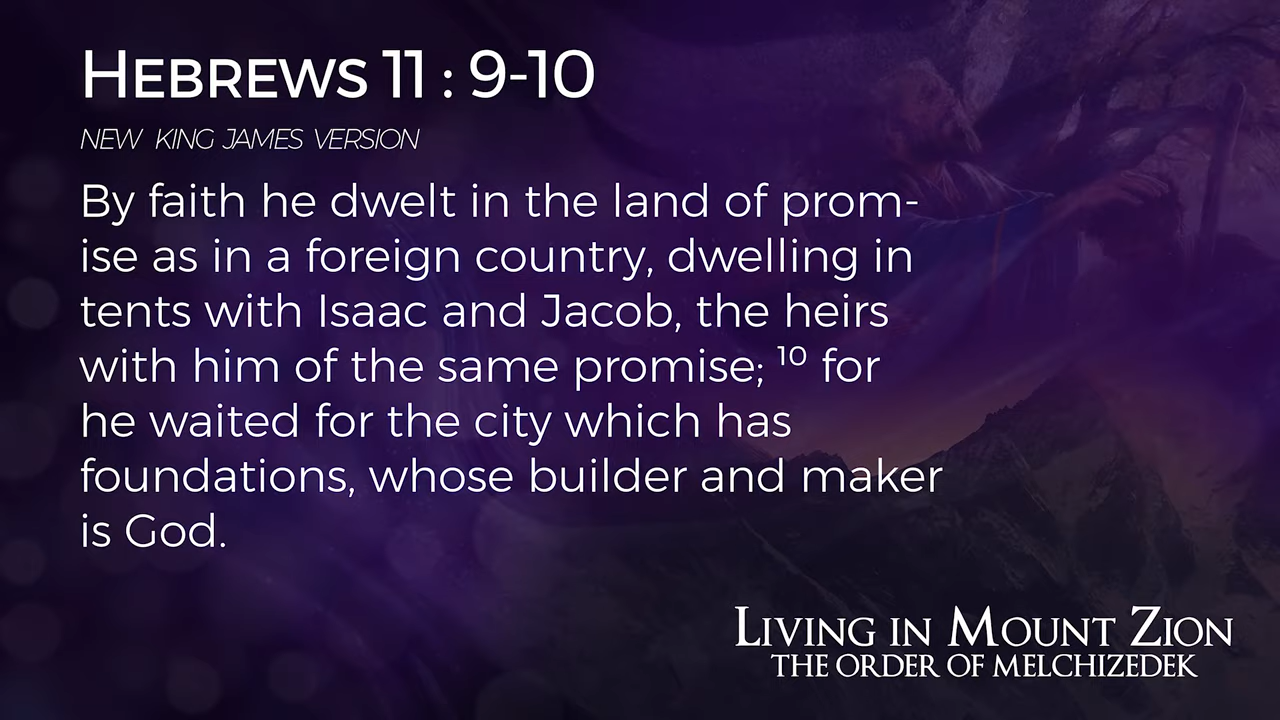 HEBREWS 11 : 9-10
NEW KING JAMES VERSION
By faith he dwelt in the land of prom-
ise as in a foreign country, dwelling in
tents with Isaac and Jacob, the heirs
with him of the same promise; ¹⁰ for
he waited for the city which has
foundations, whose builder and maker
is God.
LIVING IN MOUNT ZION
THE ORDER OF MELCHIZEDEK